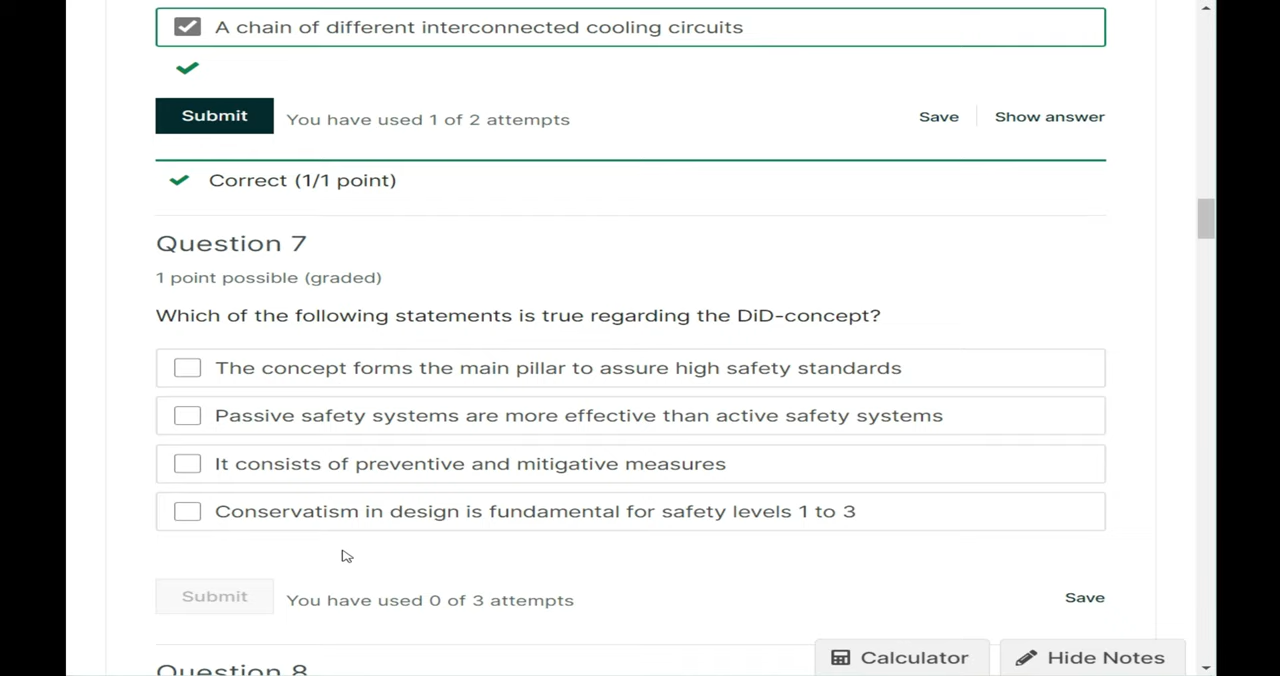 A chain of different interconnected cooling circuits
Submit
You have used 1 of 2 attempts
Save
Show answer
Correct (1/1 point)
Question 7
1 point possible (graded)
Which of the following statements is true regarding the DiD-concept?
The concept forms the main pillar to assure high safety standards
Passive safety systems are more effective than active safety systems
It consists of preventive and mitigative measures
Conservatism in design is fundamental for safety levels 1 to 3
Submit
You have used 0 of 3 attempts
Save
Question 8
Calculator
Hide Notes